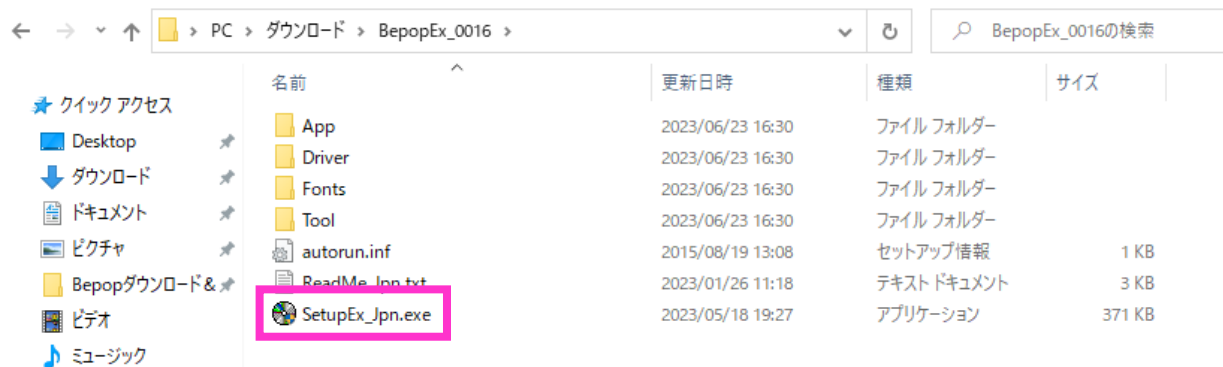 PC › ダウンロード › BepopEx_0016 ›
BepopEx_0016の検索
名前 更新日時 種類 サイズ
クイック アクセス
Desktop
ダウンロード
ドキュメント
ピクチャ
Bepopダウンロード&
ビデオ
ミュージック
App 2023/06/23 16:30 ファイル フォルダー
Driver 2023/06/23 16:30 ファイル フォルダー
Fonts 2023/06/23 16:30 ファイル フォルダー
Tool 2023/06/23 16:30 ファイル フォルダー
autorun.inf 2015/08/19 13:08 セットアップ情報 1 KB
ReadMe_Jpn.txt 2023/01/26 11:18 テキスト ドキュメント 3 KB
SetupEx_Jpn.exe 2023/05/18 19:27 アプリケーション 371 KB